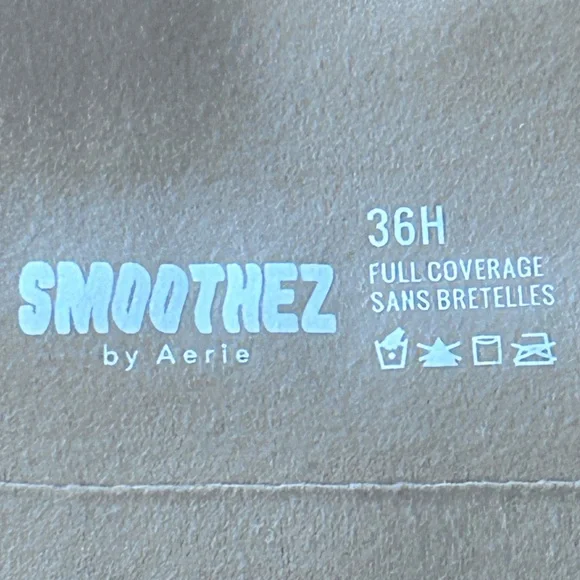 SMOOTHEZ
by Aerie
36H
FULL COVERAGE
SANS BRETELLES